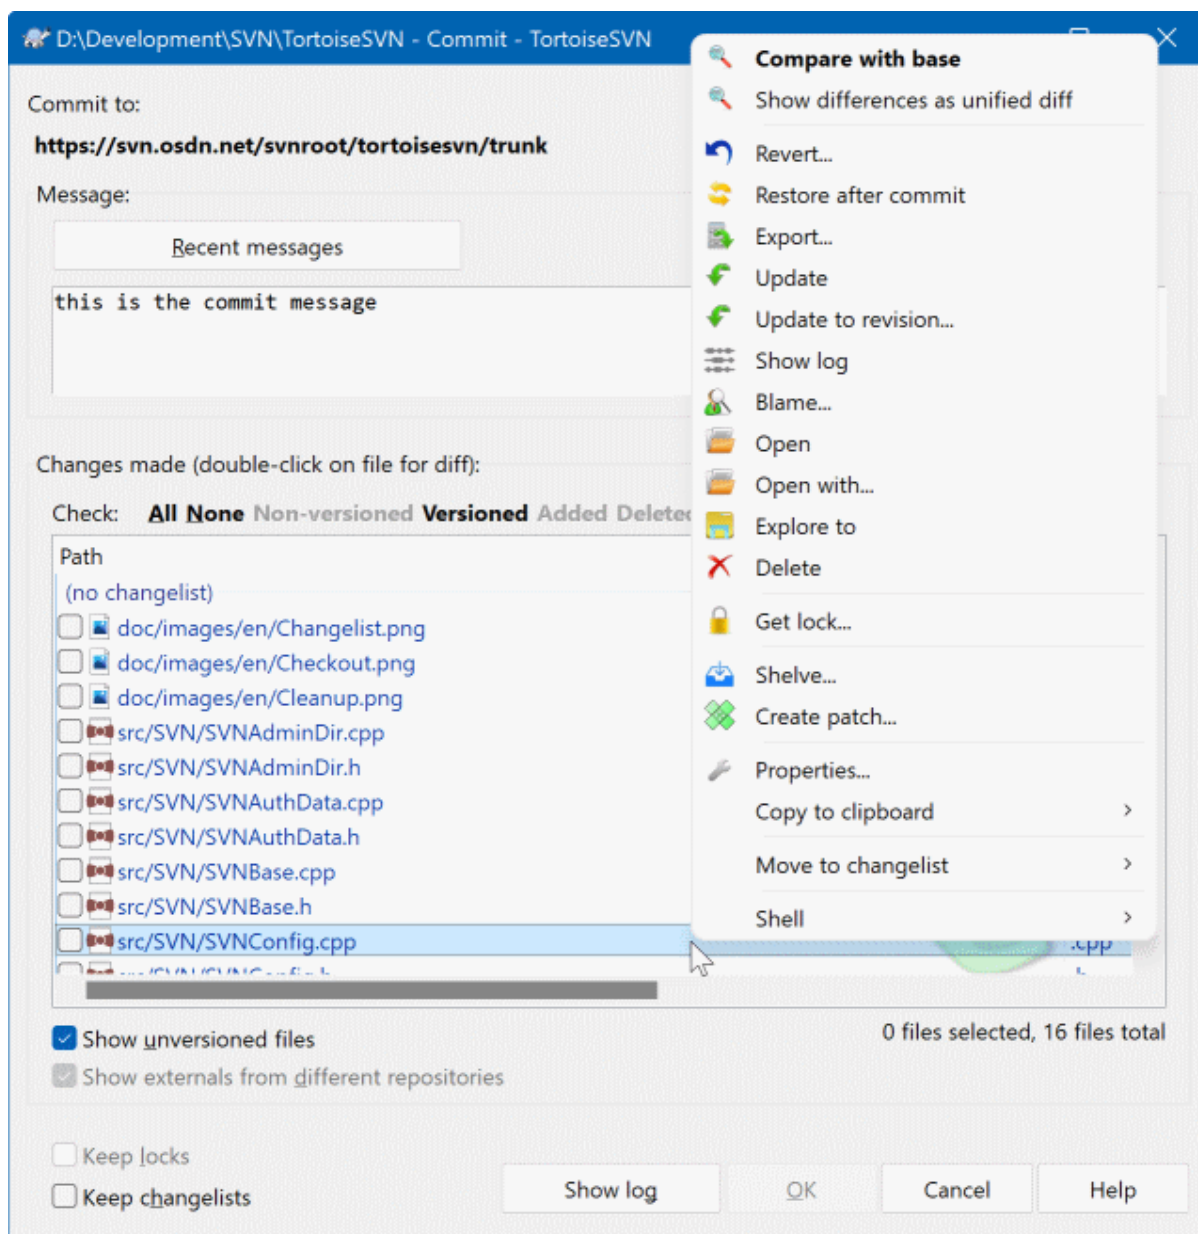 D:\Development\SVN\TortoiseSVN - Commit - TortoiseSVN
Commit to:
https://svn.osdn.net/svnroot/tortoisesvn/trunk
Message:
Recent messages
this is the commit message
Changes made (double-click on file for diff):
Check: All None Non-versioned Versioned Added Deleted
Path
(no changelist)
doc/images/en/Changelist.png
doc/images/en/Checkout.png
doc/images/en/Cleanup.png
src/SVN/SVNAdminDir.cpp
src/SVN/SVNAdminDir.h
src/SVN/SVNAuthData.cpp
src/SVN/SVNAuthData.h
src/SVN/SVNBase.cpp
src/SVN/SVNBase.h
src/SVN/SVNConfig.cpp .cpp
Compare with base
Show differences as unified diff
Revert...
Restore after commit
Export...
Update
Update to revision...
Show log
Blame...
Open
Open with...
Explore to
Delete
Get lock...
Shelve...
Create patch...
Properties...
Copy to clipboard
Move to changelist
Shell
Show unversioned files
0 files selected, 16 files total
Show externals from different repositories
Keep locks
Keep changelists
Show log
OK
Cancel
Help